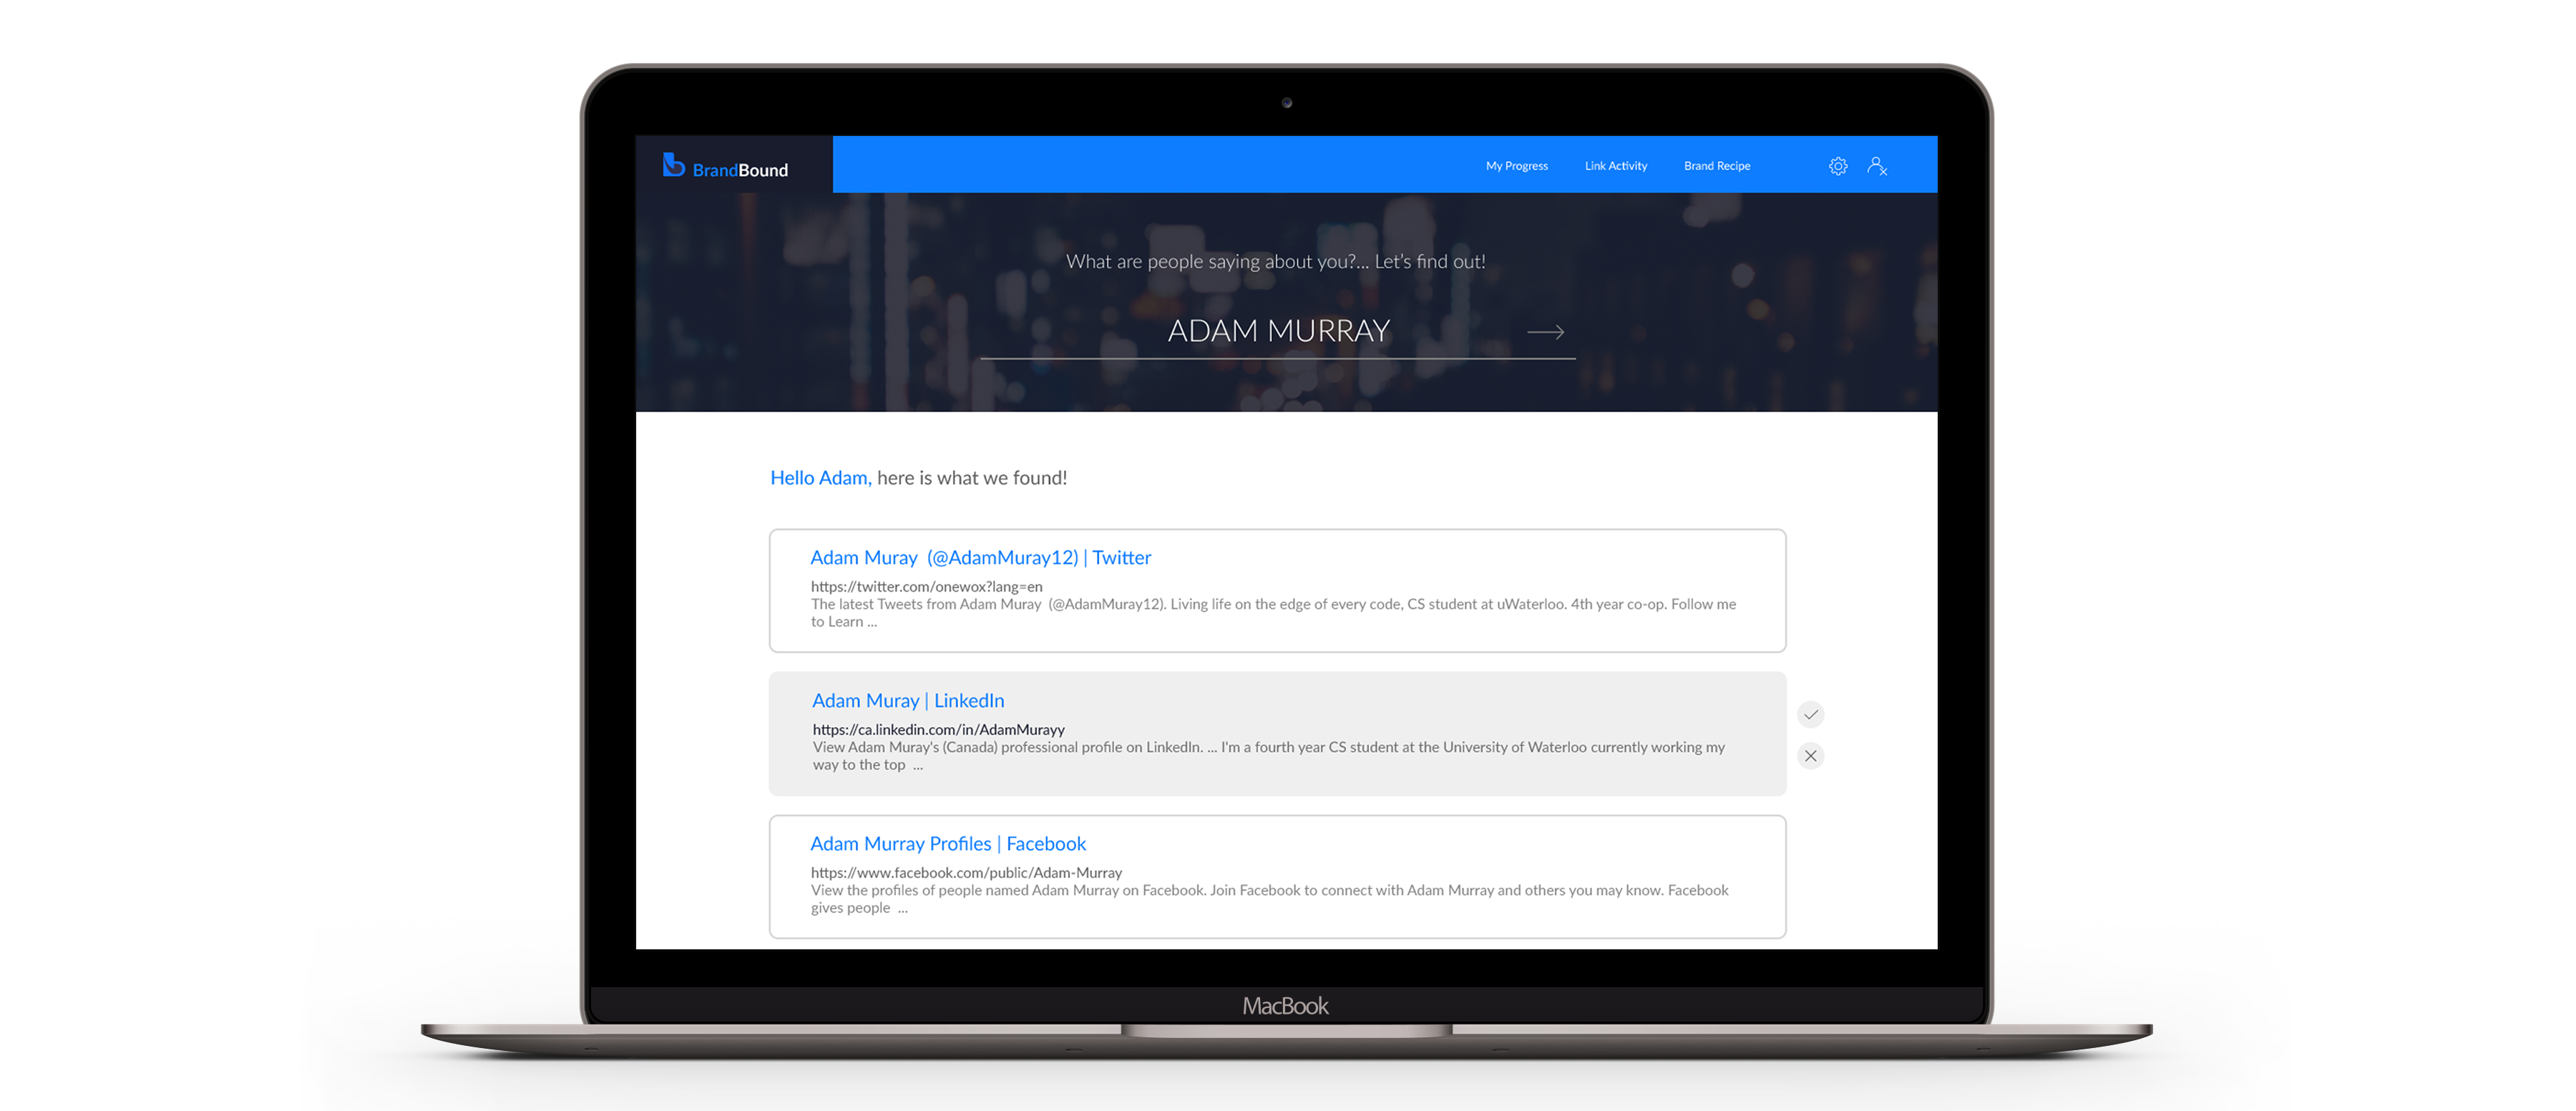 BrandBound
My Progress
Link Activity
Brand Recipe
What are people saying about you?... Let's find out!
ADAM MURRAY
Hello Adam, here is what we found!
Adam Muray (@AdamMuray12) | Twitter
https://twitter.com/onewox?lang=en
The latest Tweets from Adam Muray (@AdamMuray12). Living life on the edge of every code, CS student at uWaterloo. 4th year co-op. Follow me
to Learn ...
Adam Muray | LinkedIn
https://ca.linkedin.com/in/AdamMurayy
View Adam Muray's (Canada) professional profile on LinkedIn. ... I'm a fourth year CS student at the University of Waterloo currently working my
way to the top ...
Adam Murray Profiles | Facebook
https://www.facebook.com/public/Adam-Murray
View the profiles of people named Adam Murray on Facebook. Join Facebook to connect with Adam Murray and others you may know. Facebook
gives people ...
MacBook